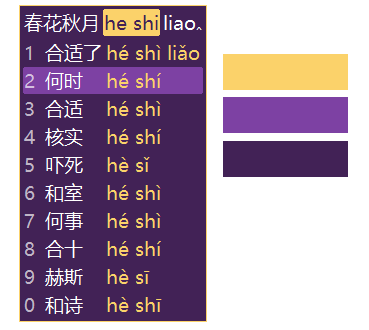 春花秋月 he shi liao‸
1 合适了 hé shì liǎo
2 何时 hé shí
3 合适 hé shì
4 核实 hé shí
5 吓死 hè sǐ
6 和室 hé shì
7 何事 hé shì
8 合十 hé shí
9 赫斯 hè sī
0 和诗 hè shī